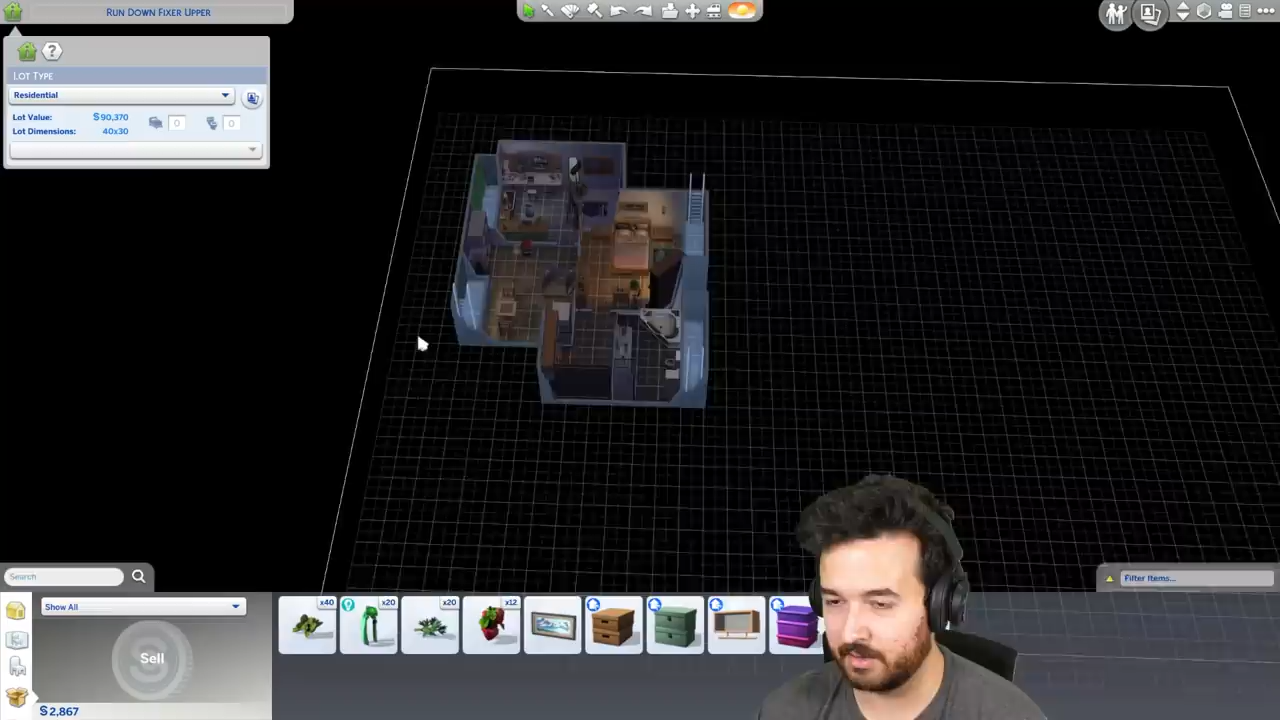 RUN DOWN FIXER UPPER
?
LOT TYPE
Residential
Lot Value: §90,370
0
0
Lot Dimensions: 40x30
Search
Filter Items...
Show All
x40
x20
x20
x12
Sell
§2,867